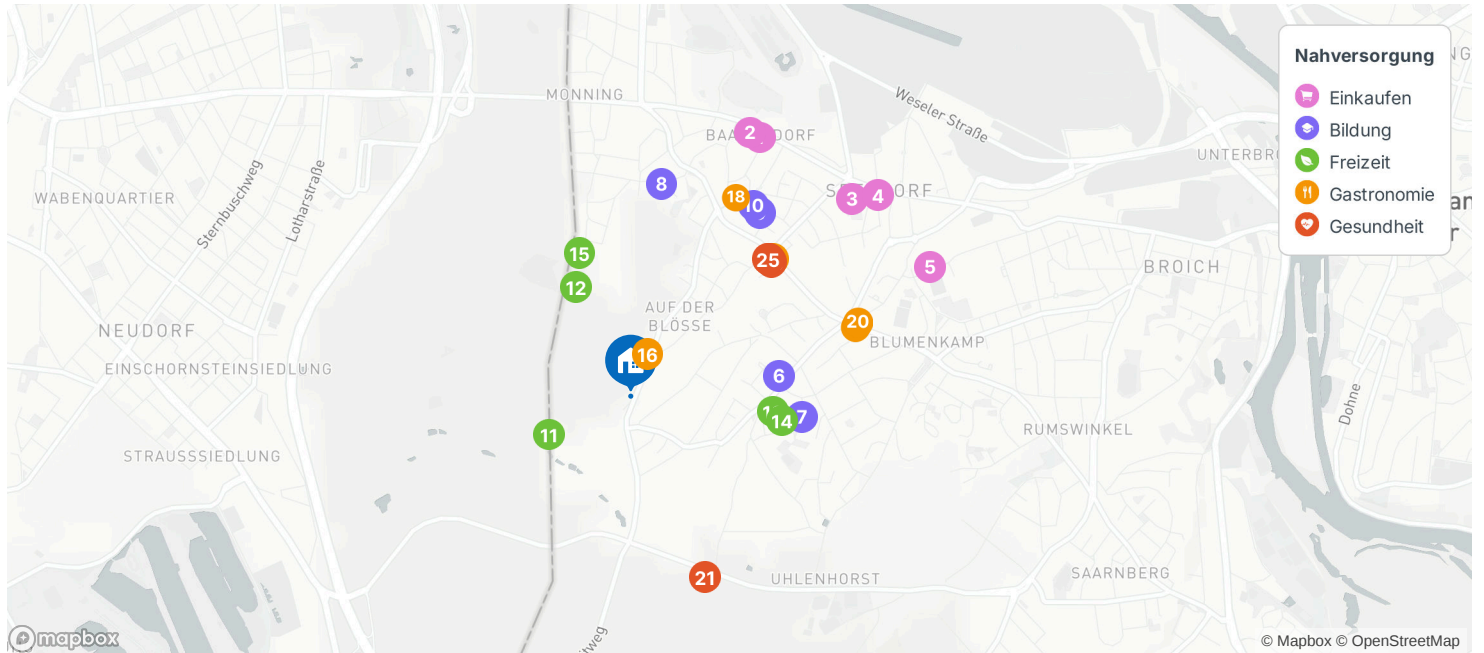 Nahversorgung
Einkaufen
Bildung
Freizeit
Gastronomie
Gesundheit
MONNING
Weseler Straße
2
WABENQUARTIER
Sternbuschweg
Lotharstraße
8
18
10
3
4
15
25
5
BROICH
12
AUF DER
BLÖSSE
NEUDORF
20
BLUMENKAMP
16
EINSCHORNSTEINSIEDLUNG
6
Dohne
14
7
11
RUMSWINKEL
STRAUSSSIEDLUNG
21
UHLENHORST
SAARNBERG
mapbox
© Mapbox © OpenStreetMap